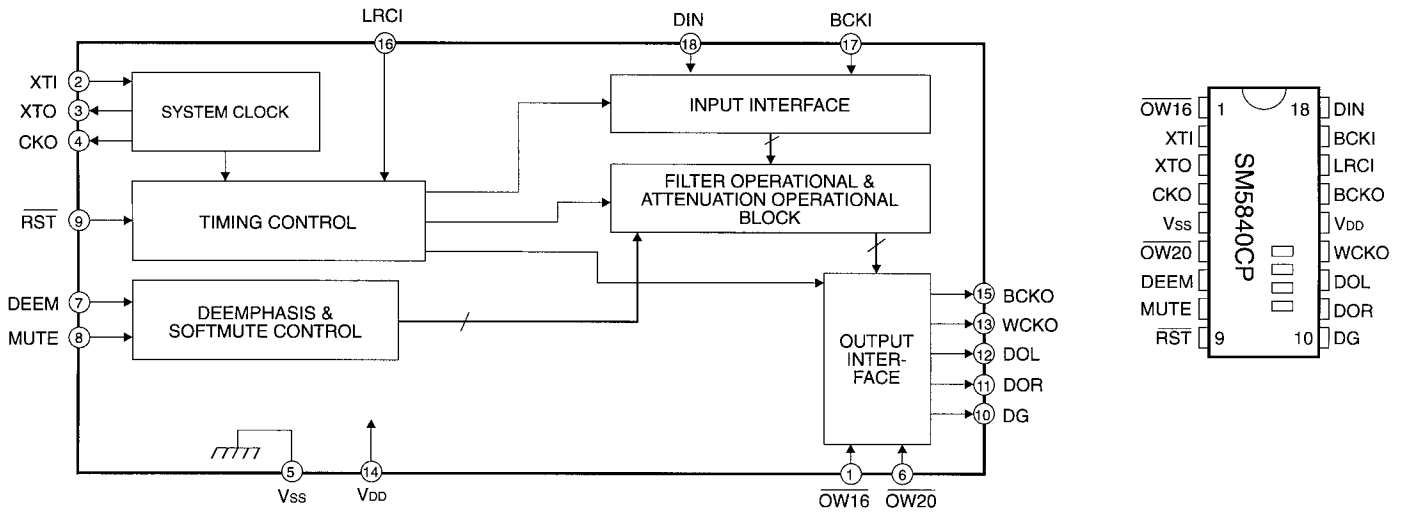 LRCI
DIN
BCKI
16
18
17
XTI 2
XTO 3
CKO 4
SYSTEM CLOCK
INPUT INTERFACE
RST 9
TIMING CONTROL
FILTER OPERATIONAL &
ATTENUATION OPERATIONAL
BLOCK
DEEM 7
MUTE 8
DEEMPHASIS &
SOFTMUTE CONTROL
OUTPUT
INTER-
FACE
15 BCKO
13 WCKO
12 DOL
11 DOR
10 DG
5
14
1
6
VSS
VDD
OW16
OW20
OW16 1
18 DIN
XTI
BCKI
XTO
LRCI
CKO
BCKO
VSS
VDD
OW20
WCKO
DEEM
DOL
MUTE
DOR
RST 9
10 DG
SM5840CP